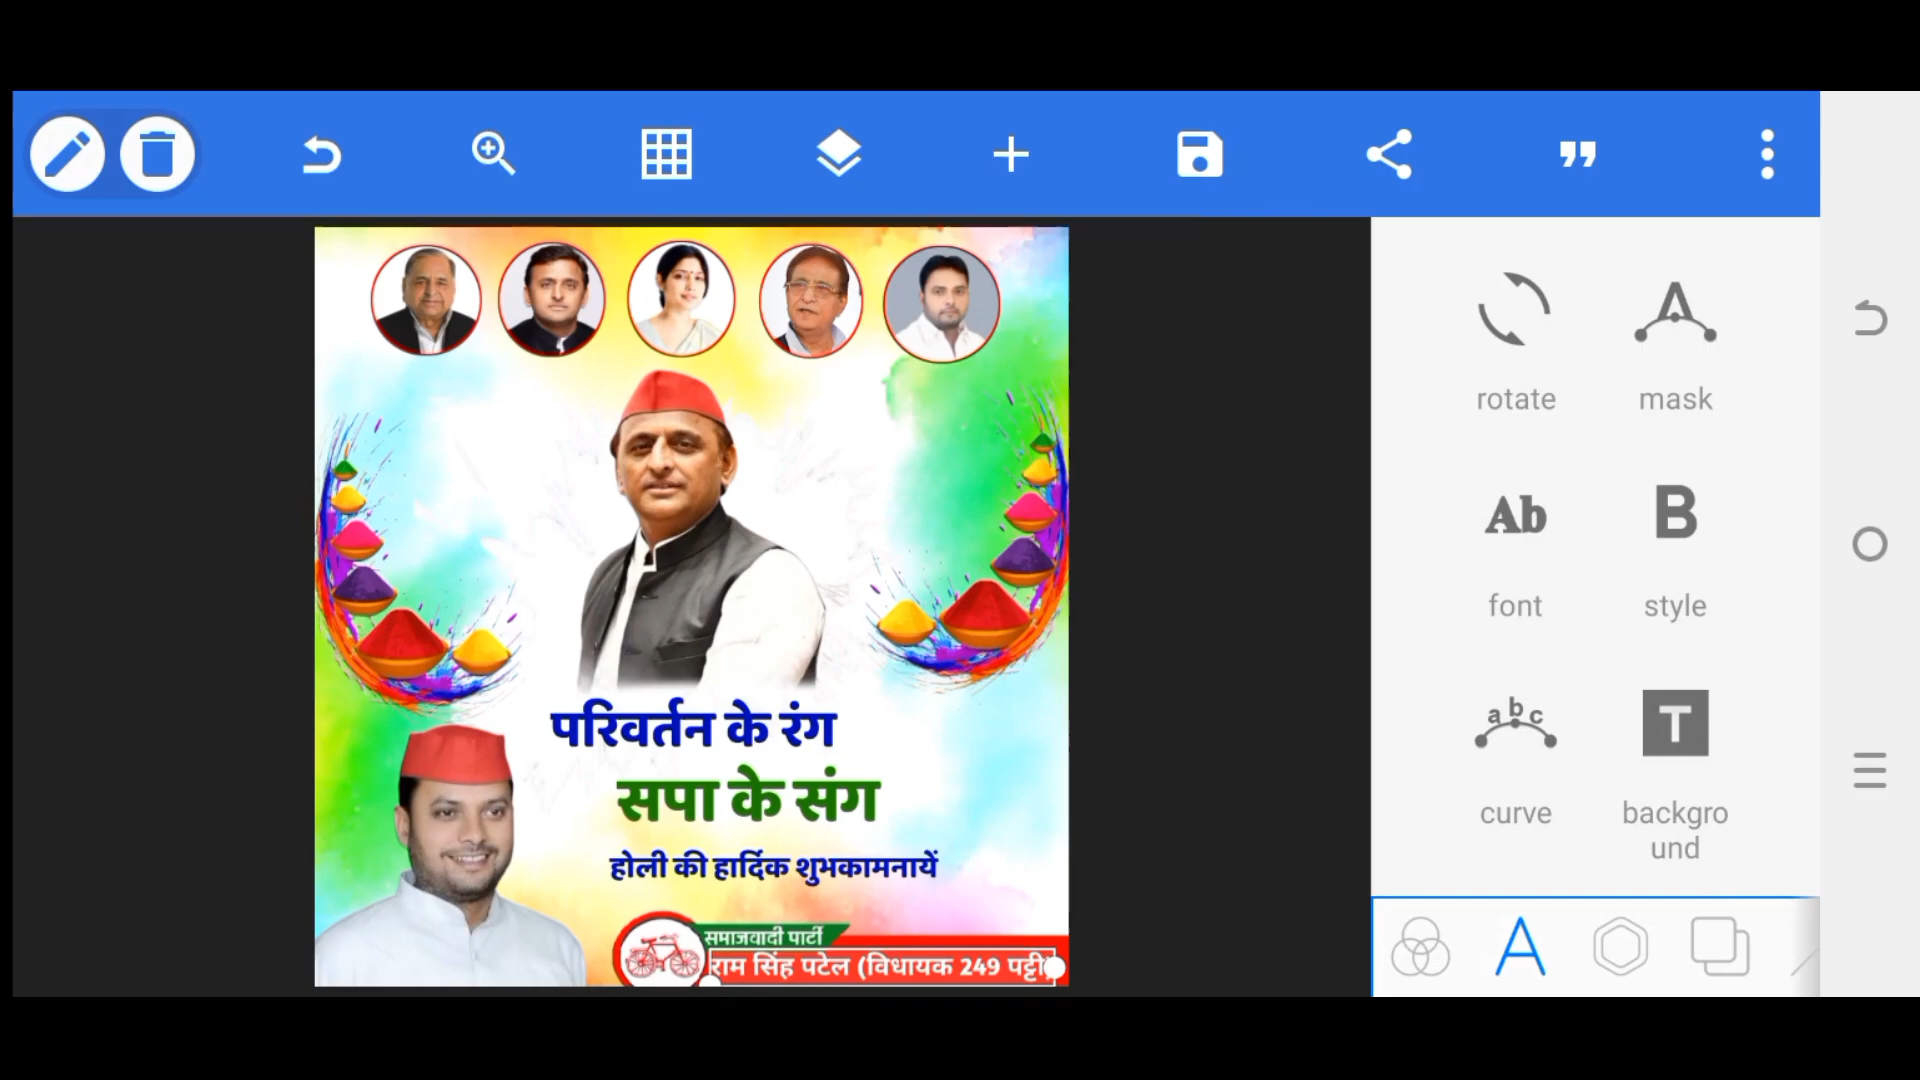 rotate
mask
Ab
B
font
style
a b c
T
curve
backgro
und
A
परिवर्तन के रंग
सपा के संग
होली की हार्दिक शुभकामनायें
समाजवादी पार्टी
राम सिंह पटेल (विधायक 249 पट्टी)